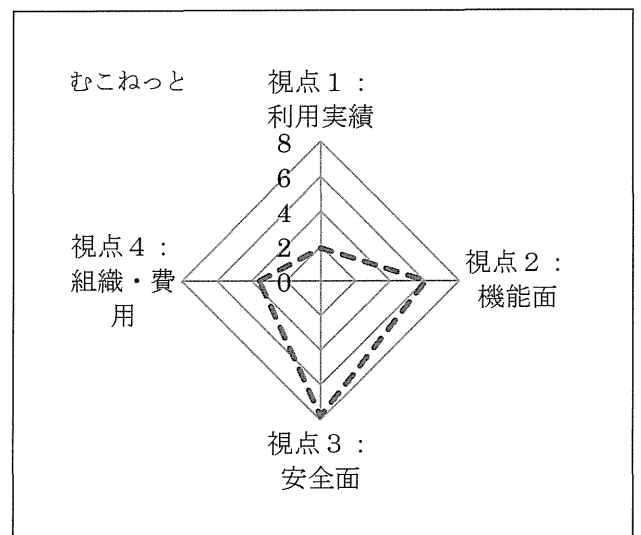 むこねっと
視点１：
利用実績
8
6
4
2
0
視点４：
組織・費
用
視点２：
機能面
視点３：
安全面